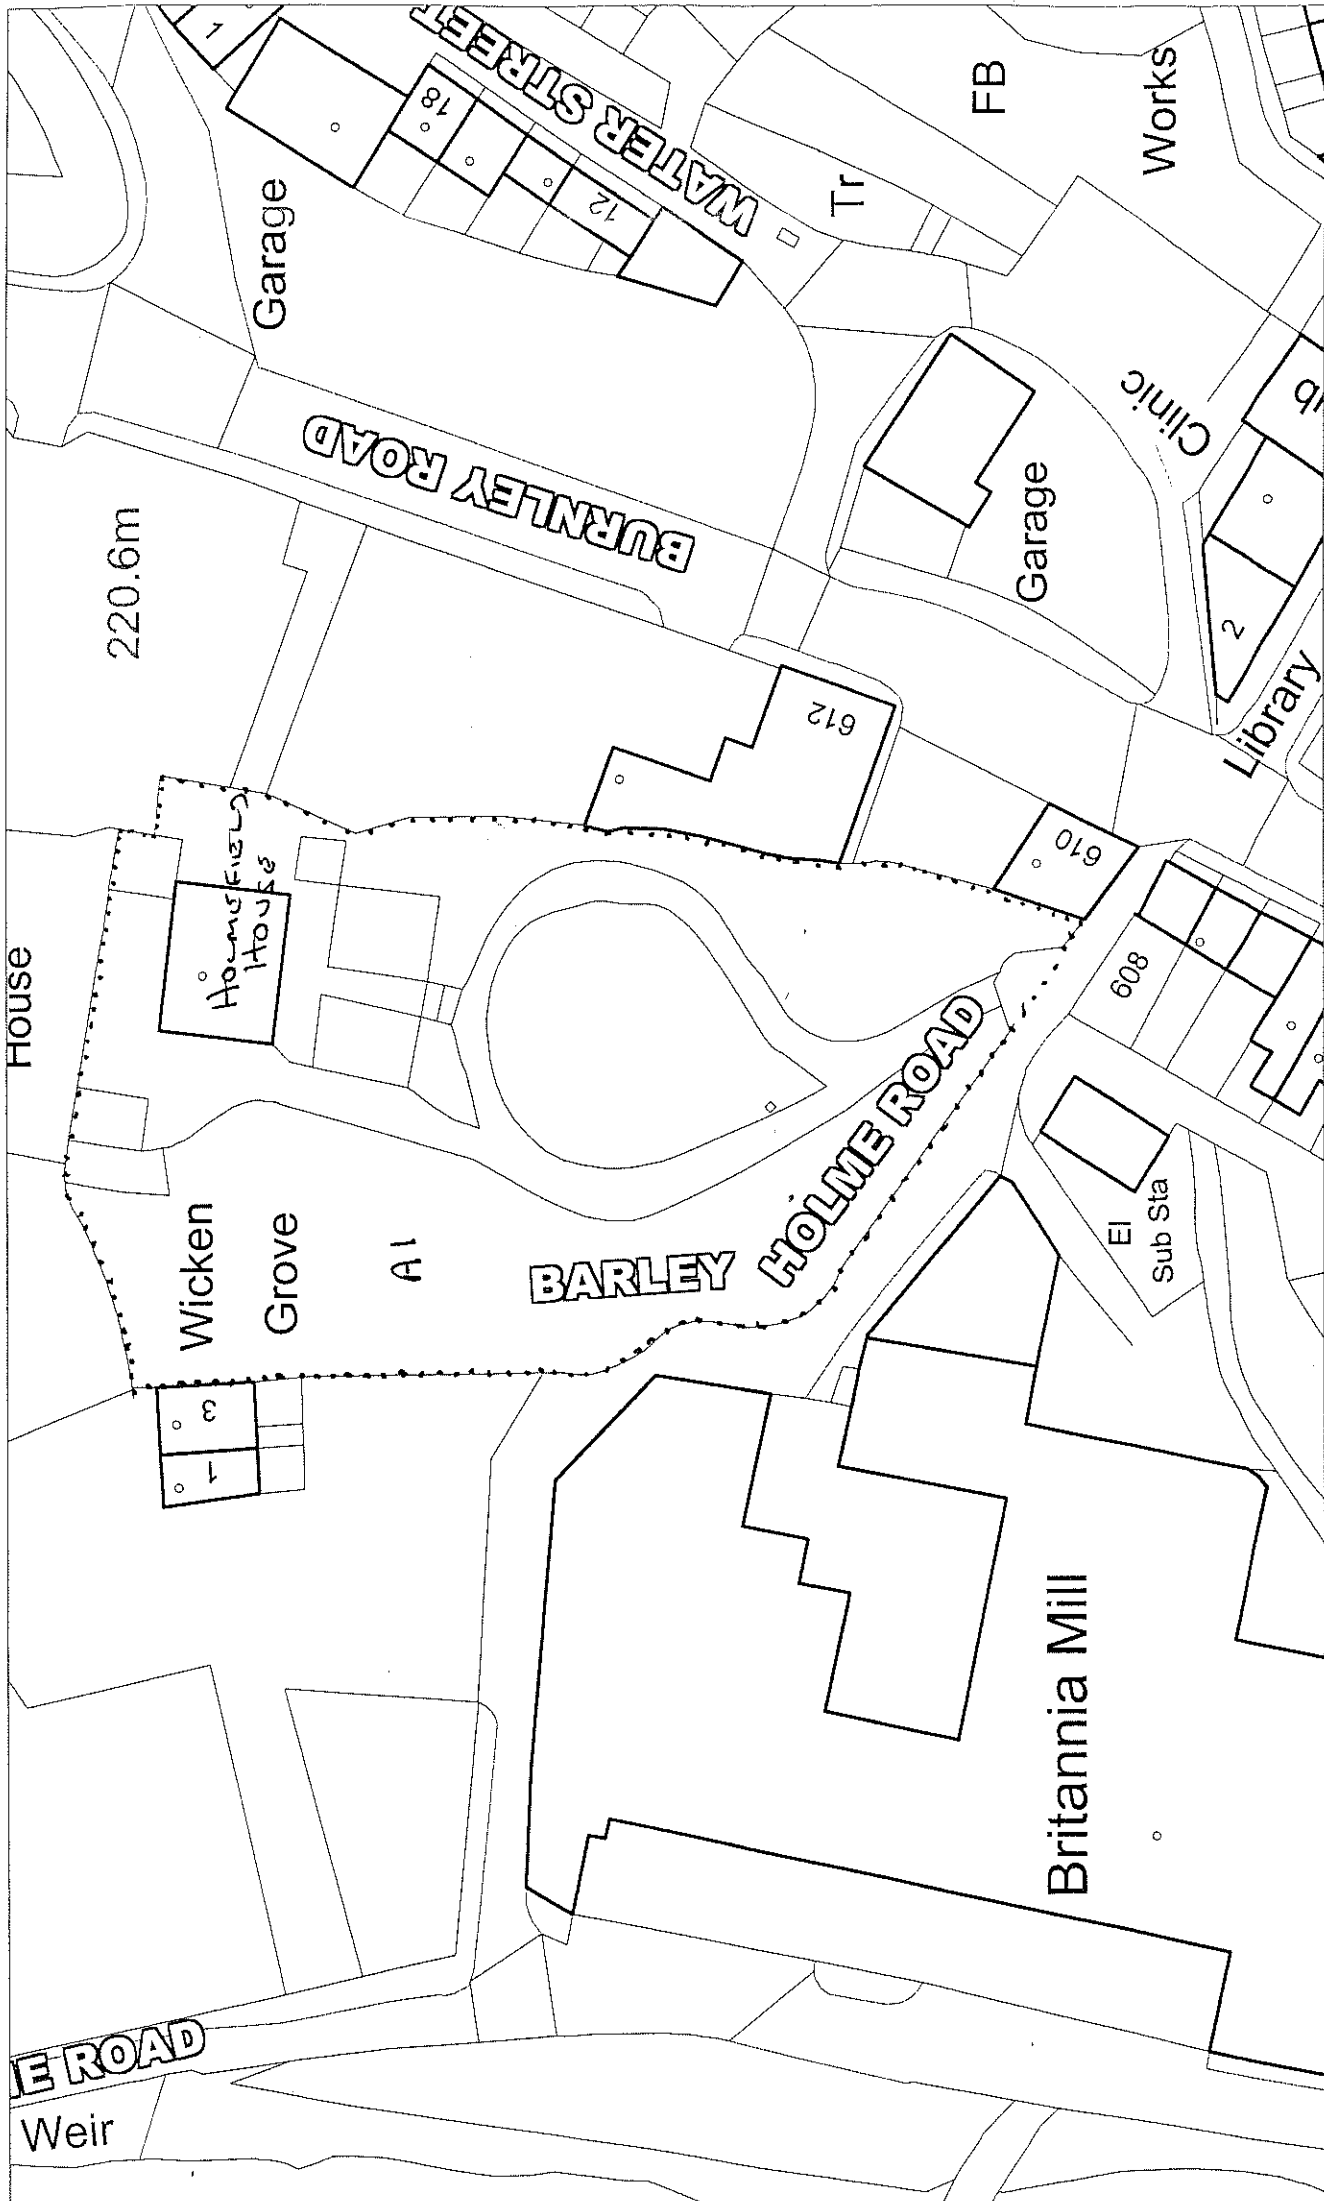 1
18
WATER STREET
12
Garage
FB
Works
Tr
BURNLEY ROAD
220.6m
Clinic
Garage
2
Library
612
610
608
House
HOLMEFIELD
HOUSE
Wicken
Grove
A1
BARLEY
HOLME ROAD
El
Sub Sta
3
1
Britannia Mill
ROAD
Weir